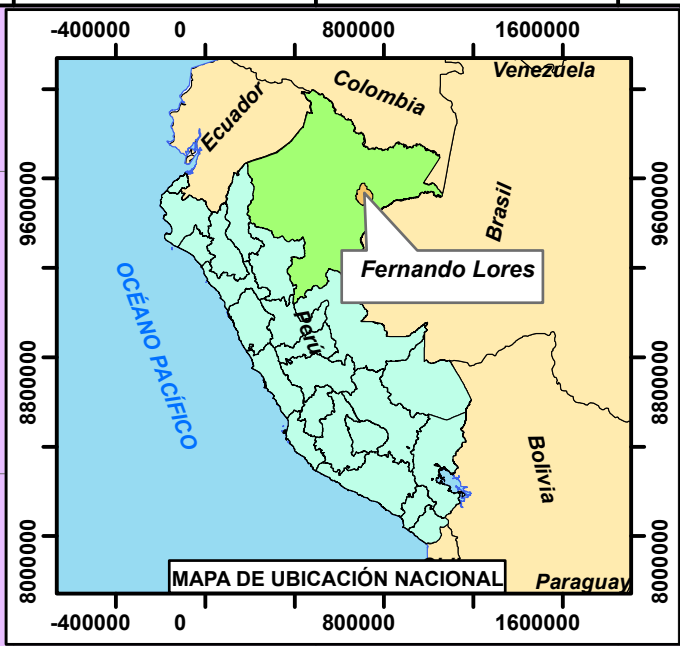 -400000 0 800000 1600000
Venezuela
Colombia
Ecuador
9600000
9600000
Brasil
Fernando Lores
OCÉANO PACÍFICO
Perú
8800000
8800000
Bolivia
8000000
8000000
MAPA DE UBICACIÓN NACIONAL
Paraguay
-400000 0 800000 1600000